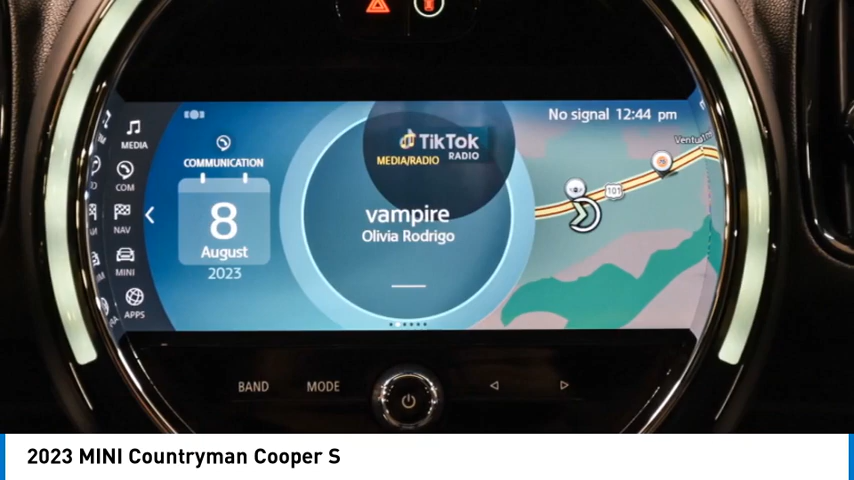 No signal 12:44 pm
TikTok
RADIO
MEDIA/RADIO
MEDIA
COM
NAV
MINI
APPS
COMMUNICATION
8
August
2023
vampire
Olivia Rodrigo
101
BAND
MODE
2023 MINI Countryman Cooper S